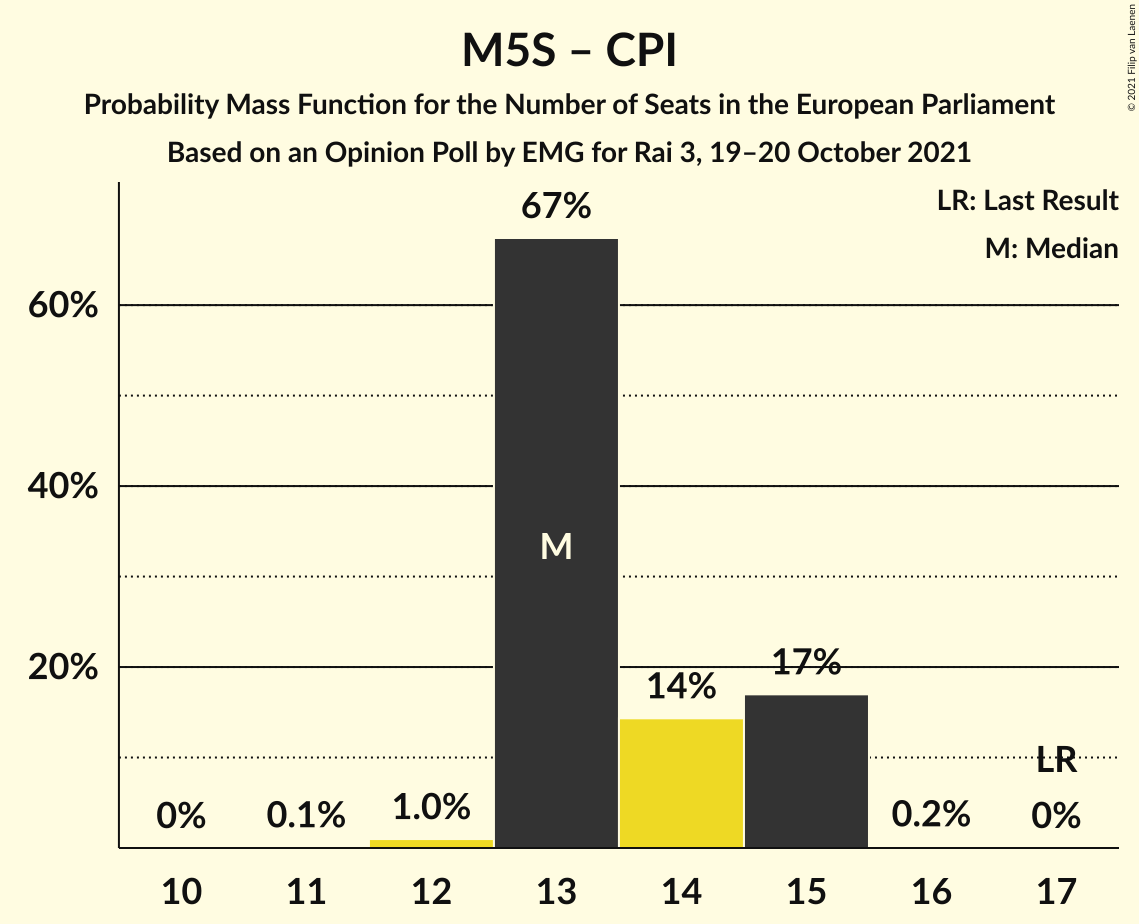 M5S – CPI
Probability Mass Function for the Number of Seats in the European Parliament
Based on an Opinion Poll by EMG for Rai 3, 19–20 October 2021
© 2021 Filip van Laenen
LR: Last Result
M: Median
67%
60%
40%
M
20%
17%
14%
LR
1.0%
0%
0.1%
0.2%
0%
10 11 12 13 14 15 16 17